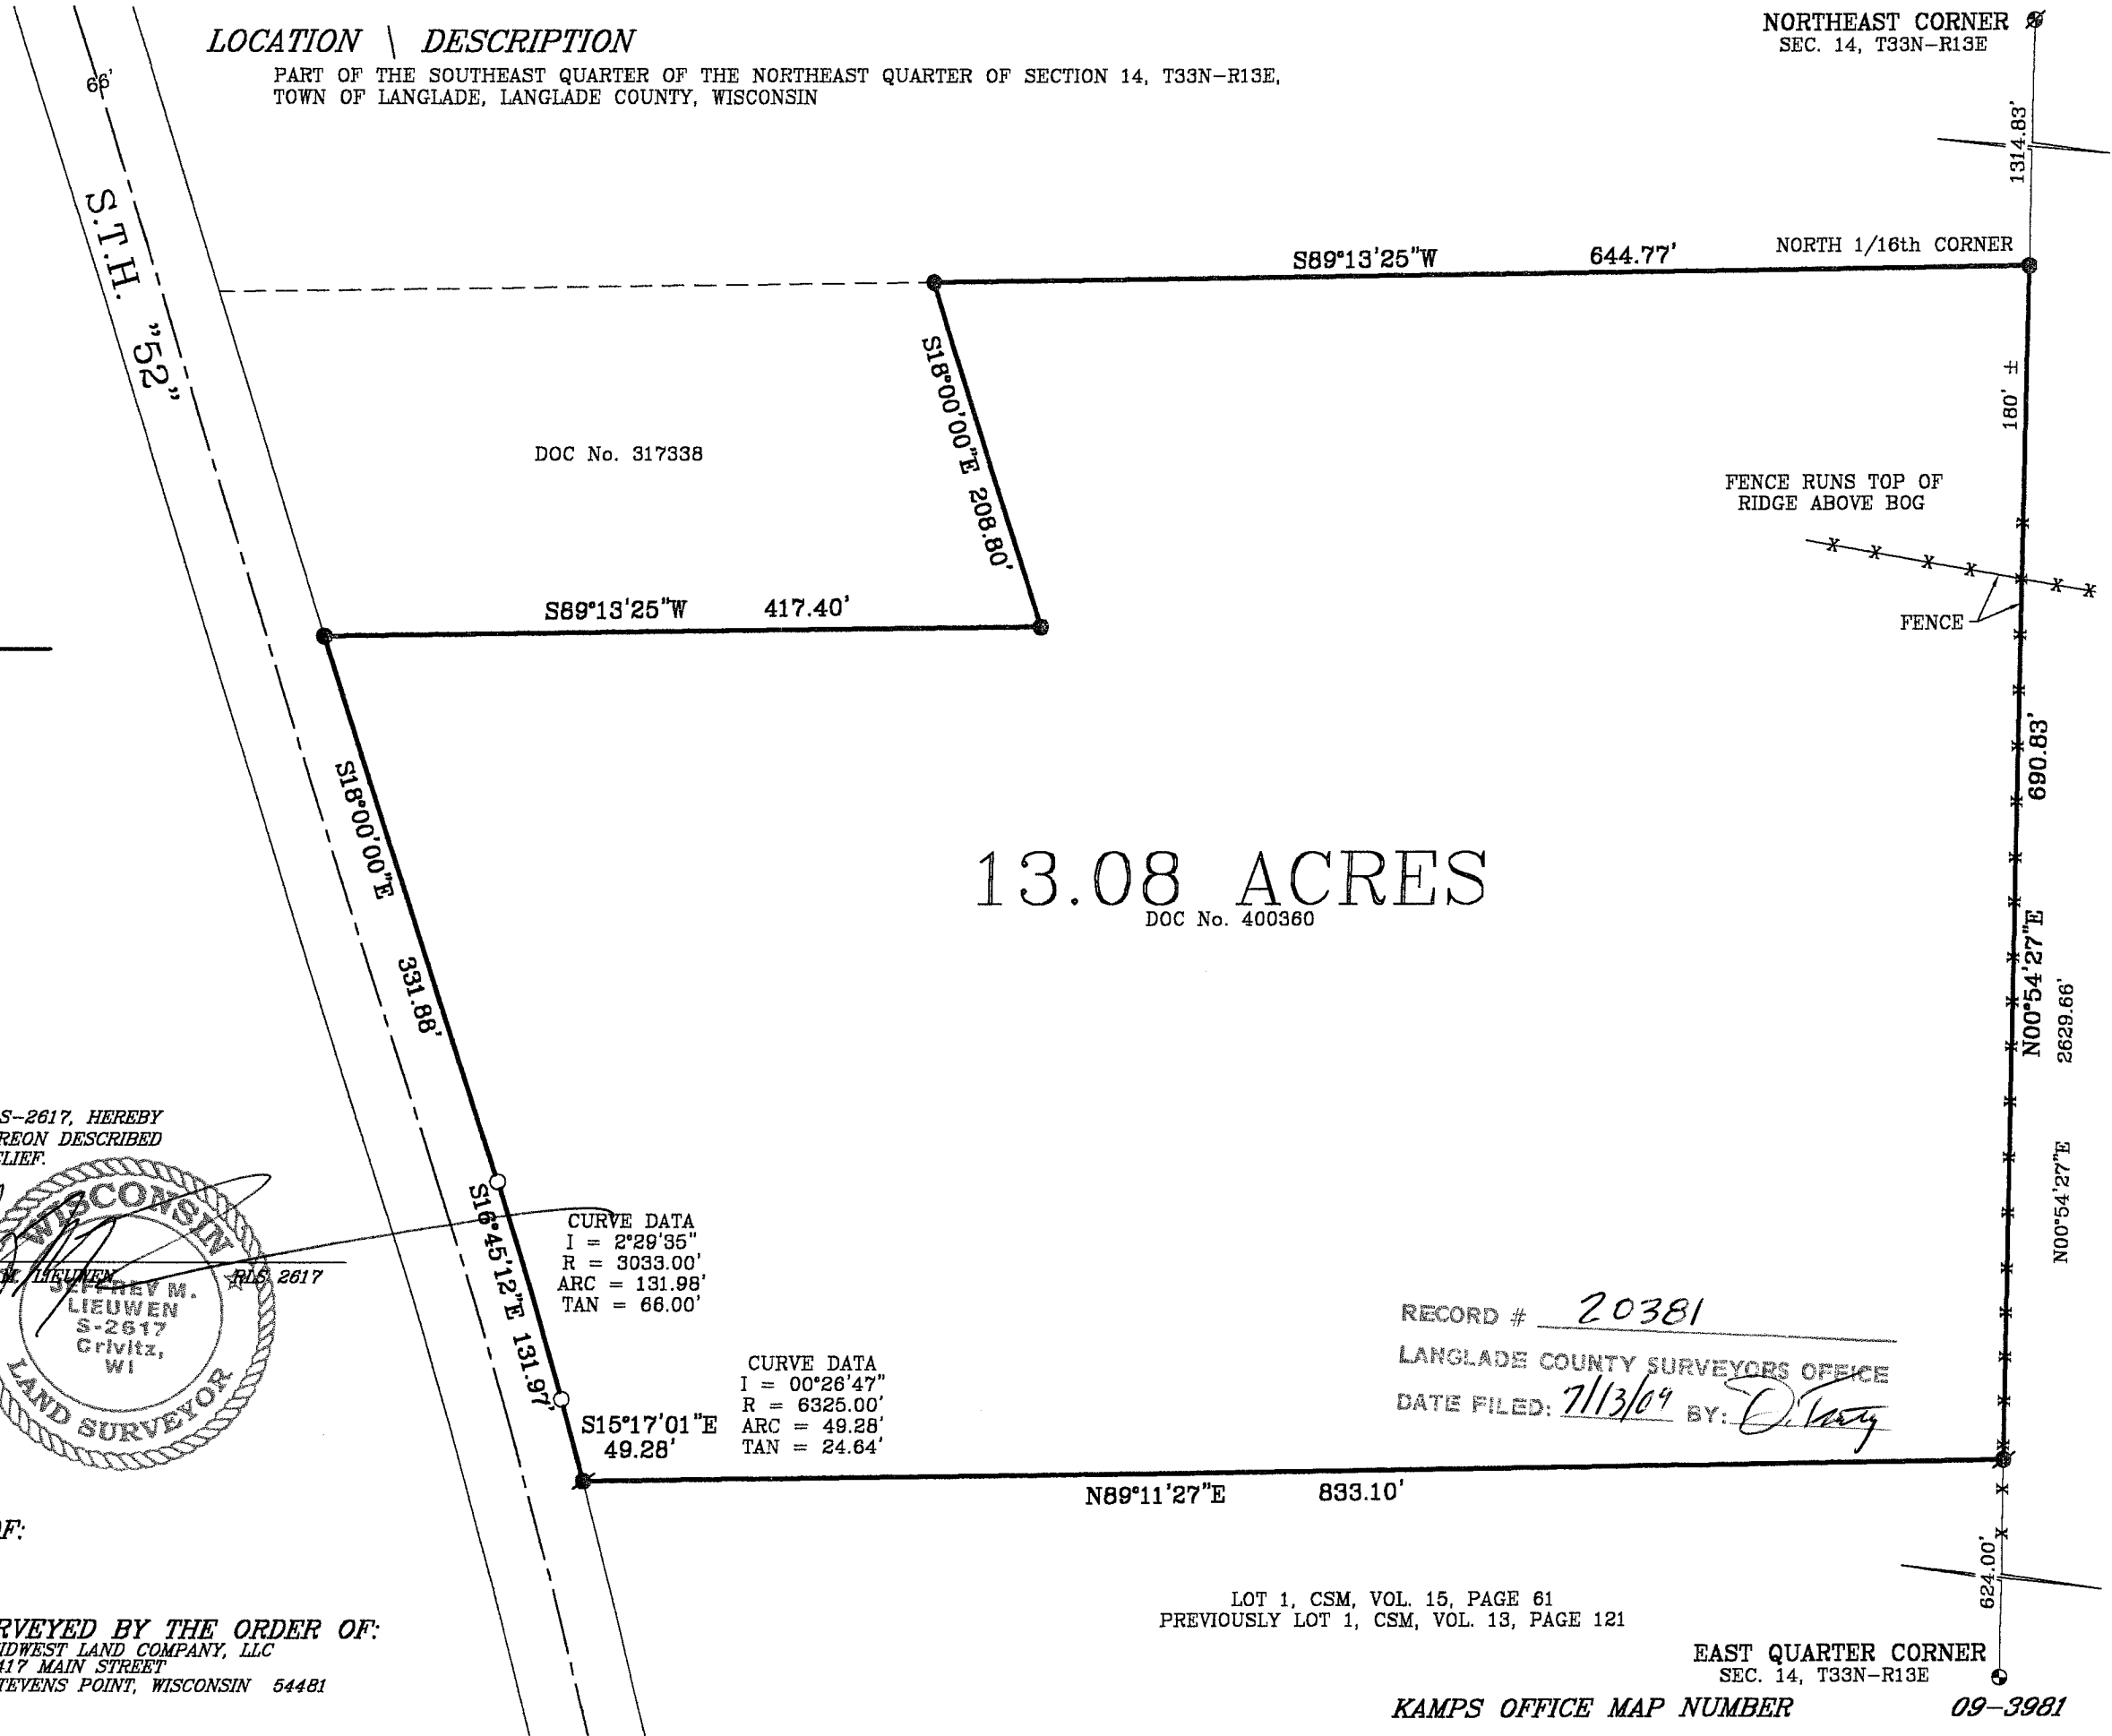 LOCATION \ DESCRIPTION
PART OF THE SOUTHEAST QUARTER OF THE NORTHEAST QUARTER OF SECTION 14, T33N-R13E,
TOWN OF LANGLADE, LANGLADE COUNTY, WISCONSIN
NORTHEAST CORNER
SEC. 14, T33N-R13E
66'
1314.83'
S.T.H. "52"
S89°13'25"W 644.77'
NORTH 1/16th CORNER
S18°00'00"E 208.80'
180' ±
DOC No. 317338
FENCE RUNS TOP OF
RIDGE ABOVE BOG
FENCE
S89°13'25"W 417.40'
S18°00'00"E 331.88'
690.83'
N00°54'27"E
13.08 ACRES
DOC No. 400360
2629.66'
N00°54'27"E
S-2617, HEREBY
REON DESCRIBED
LIEF.
M. LIEUWEN RLS 2617
WISCONSIN
JEFFREY M.
LIEUWEN
S-2617
Crivitz,
WI
LAND SURVEYOR
S16°45'12"E 131.97'
CURVE DATA
I = 2°29'35"
R = 3033.00'
ARC = 131.98'
TAN = 66.00'
S15°17'01"E
49.28'
CURVE DATA
I = 00°26'47"
R = 6325.00'
ARC = 49.28'
TAN = 24.64'
RECORD # 20381
LANGLADE COUNTY SURVEYORS OFFICE
DATE FILED: 7/13/09 BY:
N89°11'27"E 833.10'
624.00'
OF:
RVEYED BY THE ORDER OF:
IDWEST LAND COMPANY, LLC
417 MAIN STREET
TEVENS POINT, WISCONSIN 54481
LOT 1, CSM, VOL. 15, PAGE 61
PREVIOUSLY LOT 1, CSM, VOL. 13, PAGE 121
EAST QUARTER CORNER
SEC. 14, T33N-R13E
KAMPS OFFICE MAP NUMBER 09-3981